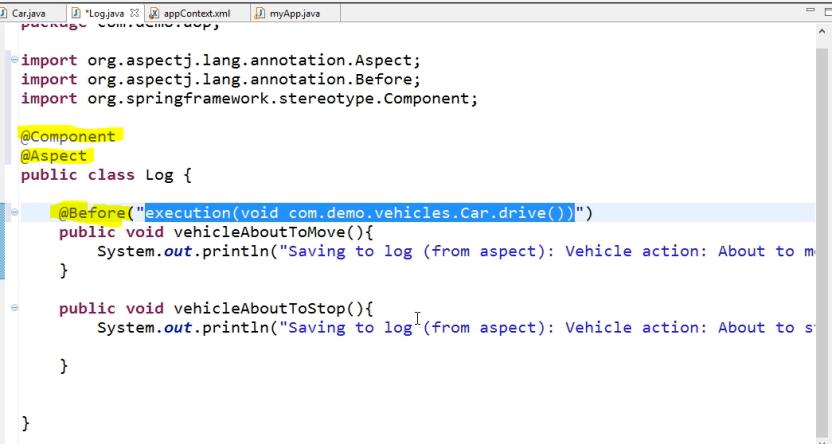 Car.java *Log.java appContext.xml myApp.java
package com.demo.aop;
import org.aspectj.lang.annotation.Aspect;
import org.aspectj.lang.annotation.Before;
import org.springframework.stereotype.Component;
@Component
@Aspect
public class Log {
@Before("execution(void com.demo.vehicles.Car.drive())")
public void vehicleAboutToMove(){
System.out.println("Saving to log (from aspect): Vehicle action: About to m
}
public void vehicleAboutToStop(){
System.out.println("Saving to log (from aspect): Vehicle action: About to s
}
}